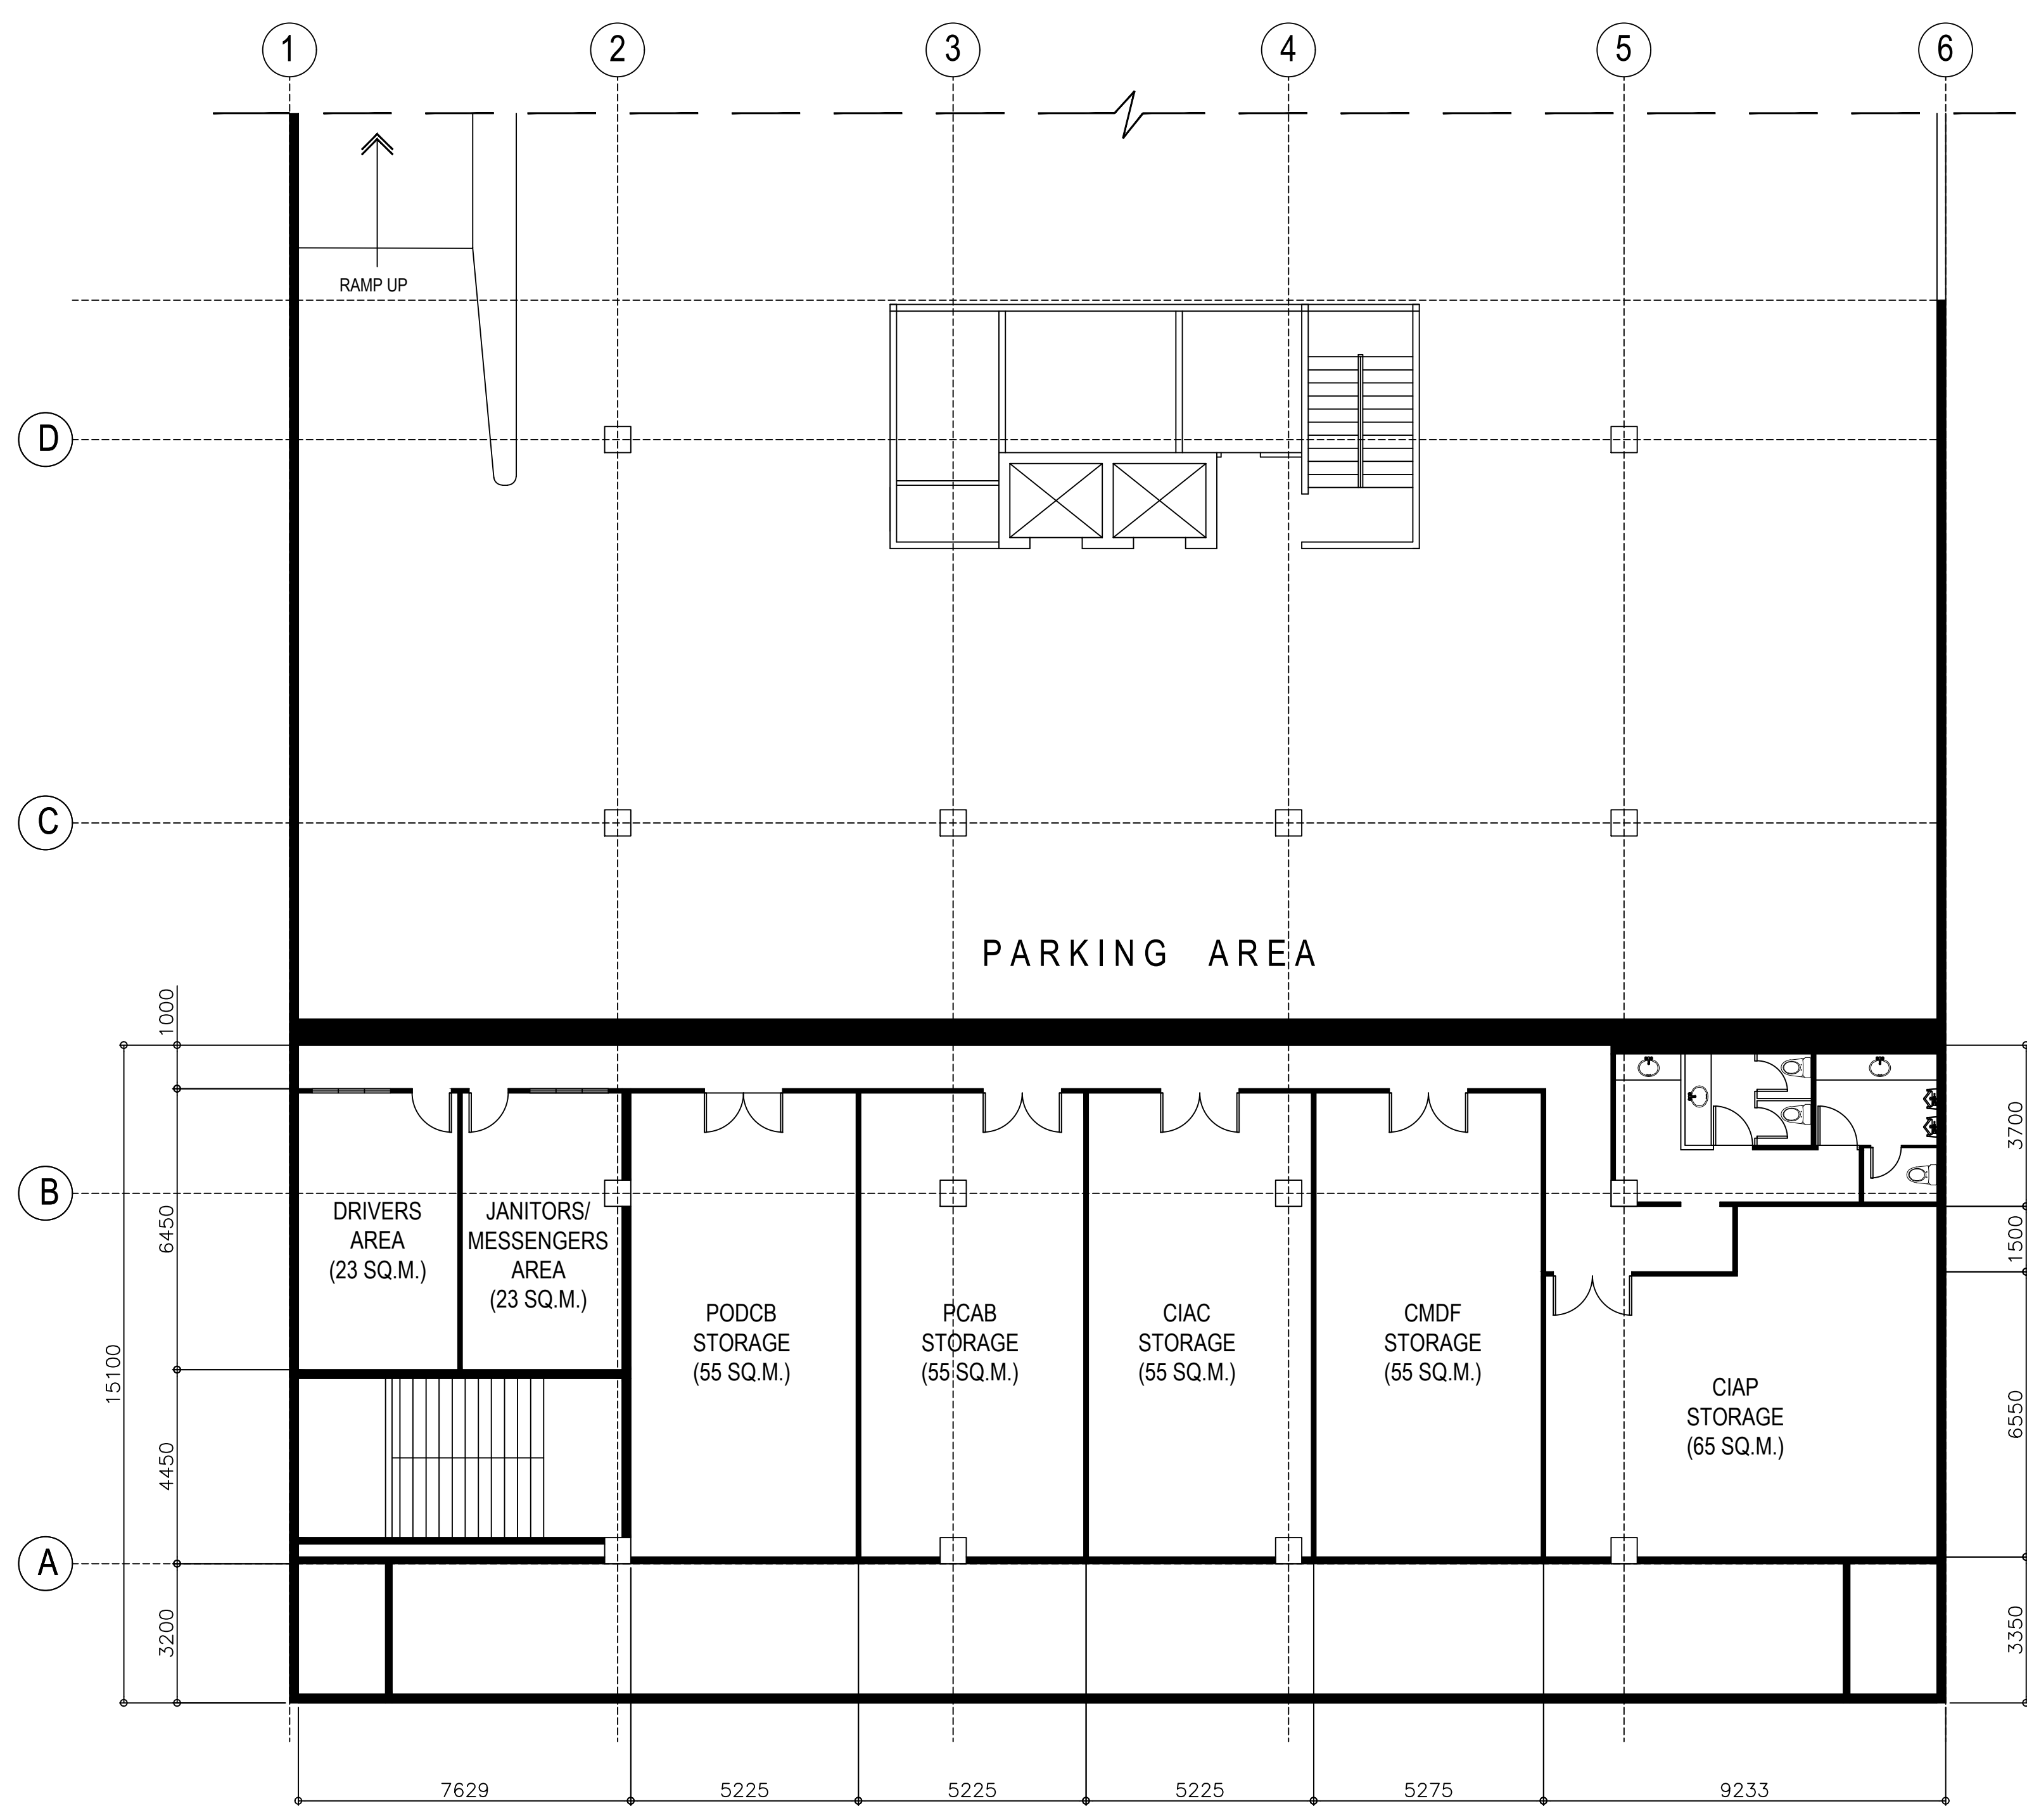 1 2 3 4 5 6
RAMP UP
D
C
PARKING AREA
1000
3700
B
DRIVERS
AREA
(23 SQ.M.)
JANITORS/
MESSENGERS
AREA
(23 SQ.M.)
6450
1500
PODCB
STORAGE
(55 SQ.M.)
PCAB
STORAGE
(55 SQ.M.)
CIAC
STORAGE
(55 SQ.M.)
CMDF
STORAGE
(55 SQ.M.)
CIAP
STORAGE
(65 SQ.M.)
15100
4450
6550
A
3200
3350
7629 5225 5225 5225 5275 9233